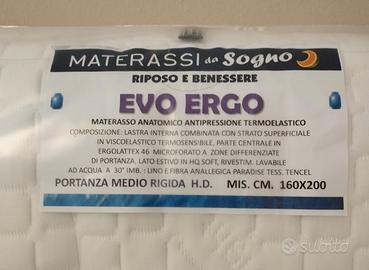 MATERASSI da Sogno
RIPOSO E BENESSERE
EVO ERGO
MATERASSO ANATOMICO ANTIPRESSIONE TERMOELASTICO
COMPOSIZIONE: LASTRA INTERNA COMBINATA CON STRATO SUPERFICIALE
IN VISCOELASTICO TERMOSENSIBILE, PARTE CENTRALE IN
ERGOLATTEX 46 MICROFORATO A ZONE DIFFERENZIATE
DI PORTANZA, LATO ESTIVO IN HQ SOFT, RIVESTIM. LAVABILE
AD ACQUA A 30° IMB. : LINO E FIBRA ANALLEGICA PARADISE TESS. TENCEL
PORTANZA MEDIO RIGIDA H.D. MIS. CM. 160X200
subito